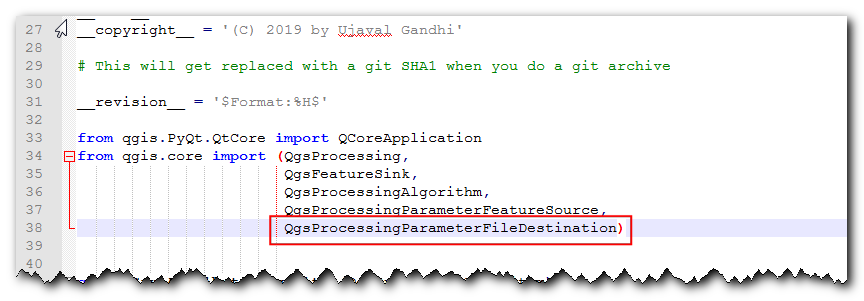 27 __copyright__ = '(C) 2019 by Ujaval Gandhi'
28
29 # This will get replaced with a git SHA1 when you do a git archive
30
31 __revision__ = '$Format:%H$'
32
33 from qgis.PyQt.QtCore import QCoreApplication
34 from qgis.core import (QgsProcessing,
35 QgsFeatureSink,
36 QgsProcessingAlgorithm,
37 QgsProcessingParameterFeatureSource,
38 QgsProcessingParameterFileDestination)
39
40